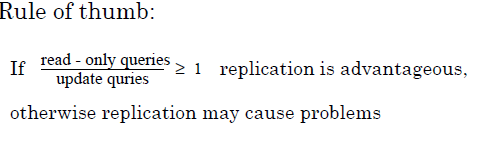 Rule of thumb:
If read - only queries / update quries ≥ 1 replication is advantageous,
otherwise replication may cause problems